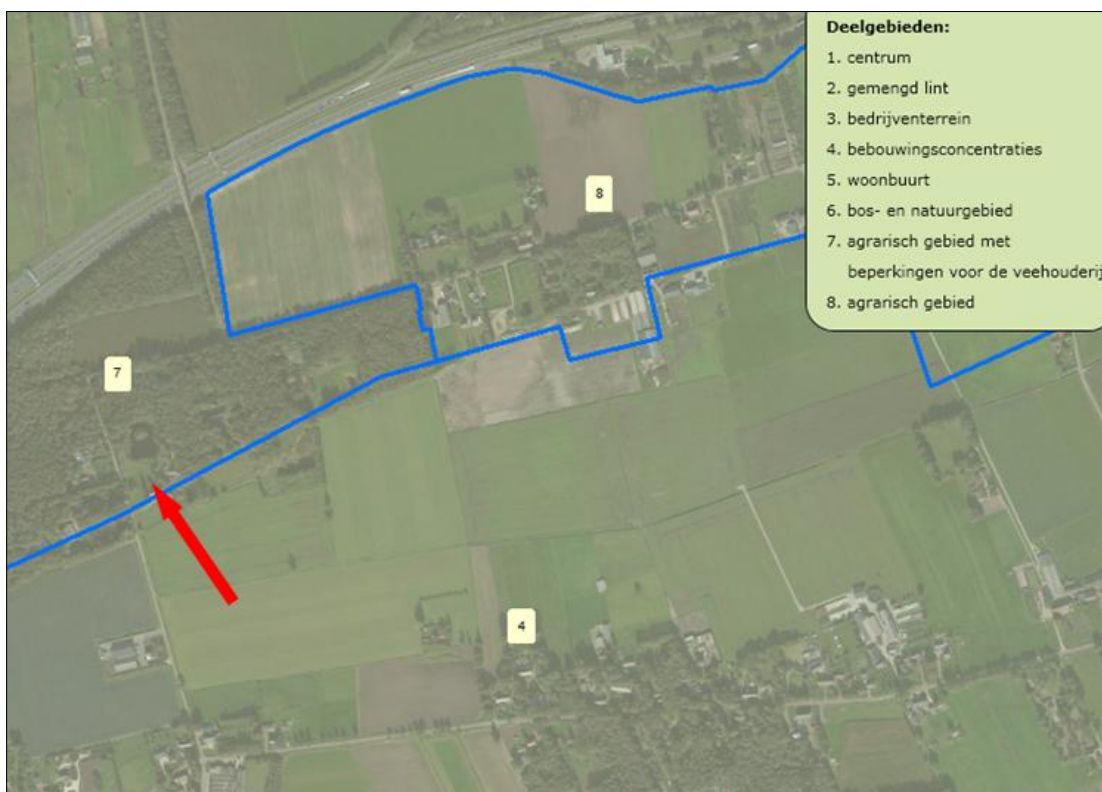 Deelgebieden:
1. centrum
2. gemengd lint
3. bedrijventerrein
4. bebouwingsconcentraties
5. woonbuurt
6. bos- en natuurgebied
7. agrarisch gebied met
beperkingen voor de veehouderij
8. agrarisch gebied
8
7
4